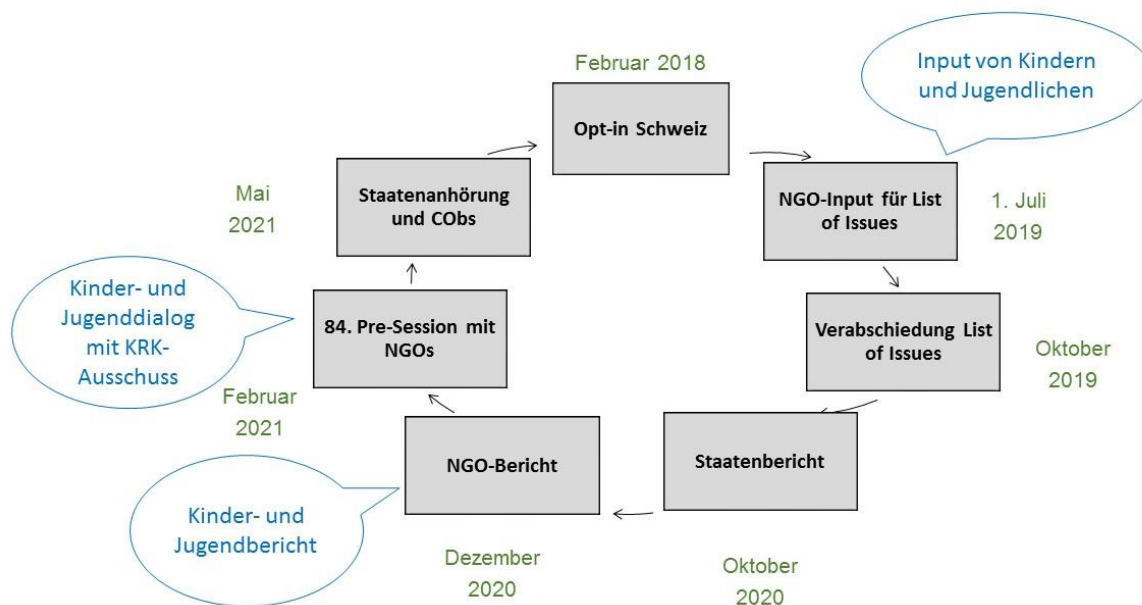 Februar 2018
Opt-in Schweiz
Input von Kindern
und Jugendlichen
NGO-Input für List
of Issues
1. Juli
2019
Verabschiedung List
of Issues
Oktober
2019
Staatenbericht
Oktober
2020
NGO-Bericht
Dezember
2020
Kinder- und
Jugendbericht
84. Pre-Session mit
NGOs
Februar
2021
Kinder- und
Jugenddialog
mit KRK-
Ausschuss
Staatenanhörung
und CObs
Mai
2021